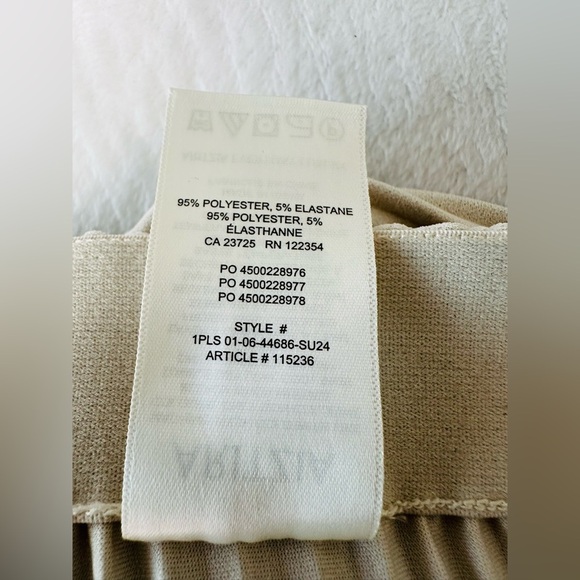 95% POLYESTER, 5% ELASTANE
95% POLYESTER, 5%
ÉLASTHANNE
CA 23725 RN 122354
PO 4500228976
PO 4500228977
PO 4500228978
STYLE #
1PLS 01-06-44686-SU24
ARTICLE # 115236
ARITZIA